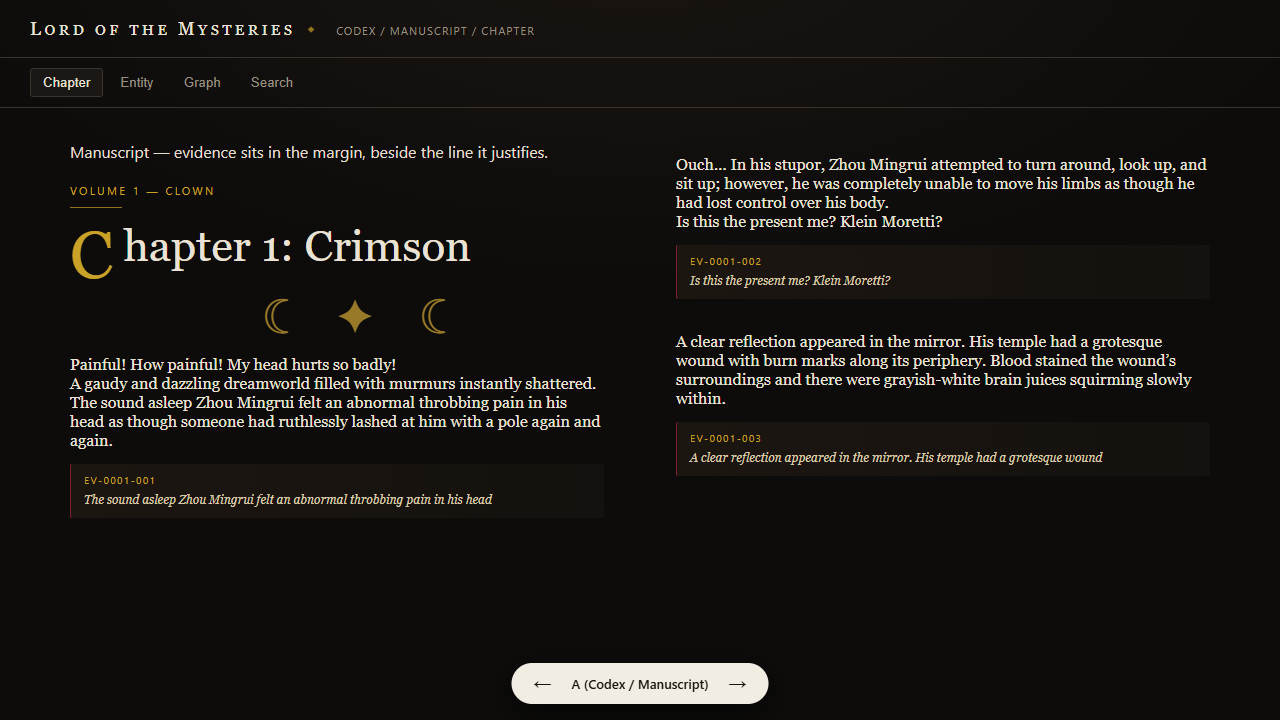 LORD OF THE MYSTERIES
CODEX / MANUSCRIPT / CHAPTER
Chapter
Entity
Graph
Search
Manuscript — evidence sits in the margin, beside the line it justifies.
VOLUME 1 — CLOWN
Chapter 1: Crimson
Painful! How painful! My head hurts so badly!
A gaudy and dazzling dreamworld filled with murmurs instantly shattered.
The sound asleep Zhou Mingrui felt an abnormal throbbing pain in his
head as though someone had ruthlessly lashed at him with a pole again and
again.
EV-0001-001
The sound asleep Zhou Mingrui felt an abnormal throbbing pain in his head
Ouch... In his stupor, Zhou Mingrui attempted to turn around, look up, and
sit up; however, he was completely unable to move his limbs as though he
had lost control over his body.
Is this the present me? Klein Moretti?
EV-0001-002
Is this the present me? Klein Moretti?
A clear reflection appeared in the mirror. His temple had a grotesque
wound with burn marks along its periphery. Blood stained the wound’s
surroundings and there were grayish-white brain juices squirming slowly
within.
EV-0001-003
A clear reflection appeared in the mirror. His temple had a grotesque wound
← A (Codex / Manuscript) →